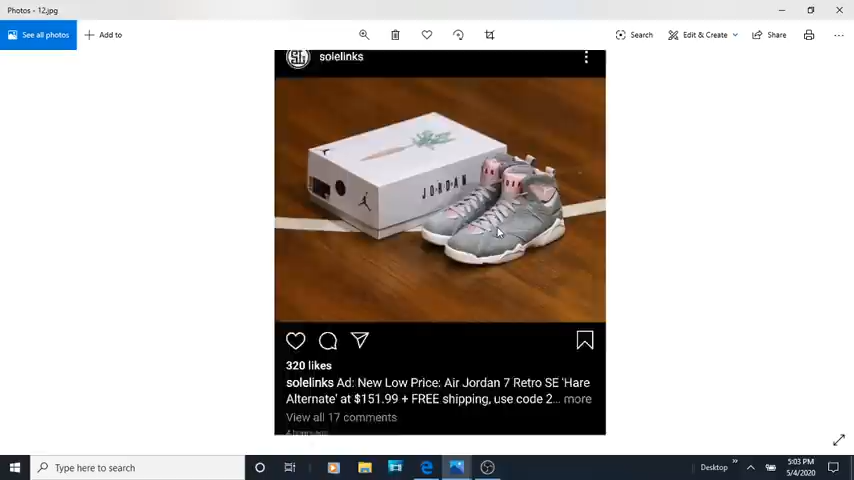 Photos - 12.jpg
See all photos
Add to
Search
Edit & Create
Share
solelinks
JORDAN
320 likes
solelinks Ad: New Low Price: Air Jordan 7 Retro SE 'Hare
Alternate' at $151.99 + FREE shipping, use code 2... more
View all 17 comments
Type here to search
Desktop
5:03 PM
5/4/2020